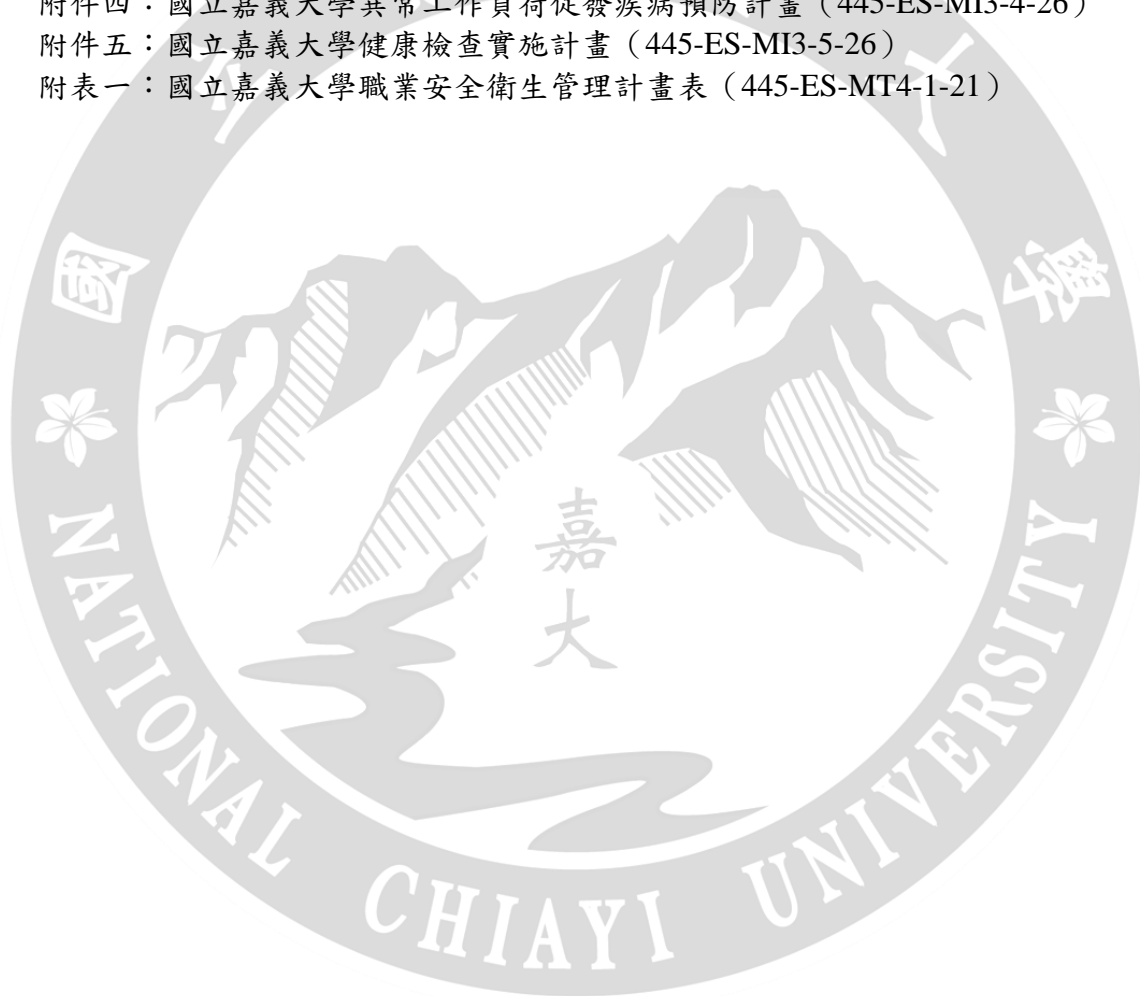 附件四：國立嘉義大學異常工作負荷促發疾病預防計畫（445-ES-MI3-4-26）
附件五：國立嘉義大學健康檢查實施計畫（445-ES-MI3-5-26）
附表一：國立嘉義大學職業安全衛生管理計畫表（445-ES-MT4-1-21）
國
大
學
嘉大
NATIONAL CHIAYI UNIVERSITY